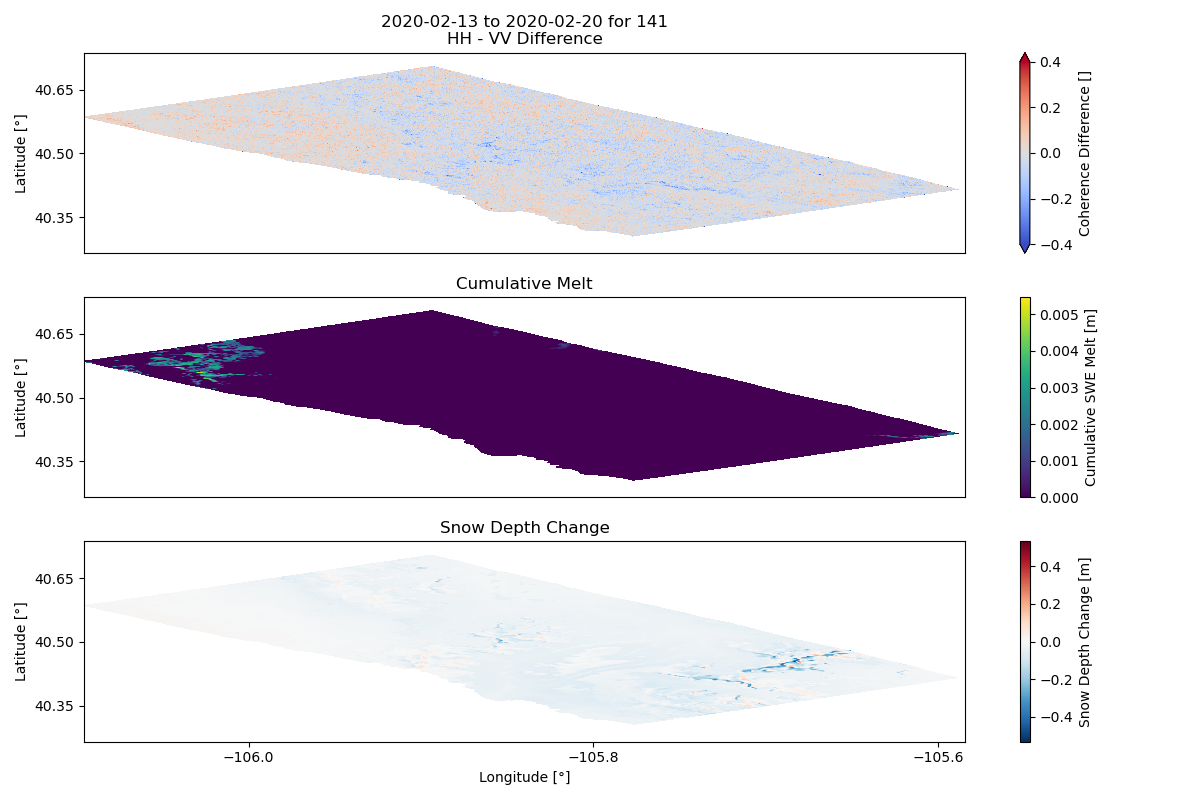 2020-02-13 to 2020-02-20 for 141
HH - VV Difference
40.65
40.50
40.35
Latitude [°]
0.4
0.2
0.0
−0.2
−0.4
Coherence Difference []
Cumulative Melt
40.65
40.50
40.35
Latitude [°]
0.005
0.004
0.003
0.002
0.001
0.000
Cumulative SWE Melt [m]
Snow Depth Change
40.65
40.50
40.35
Latitude [°]
0.4
0.2
0.0
−0.2
−0.4
Snow Depth Change [m]
−106.0
−105.8
−105.6
Longitude [°]